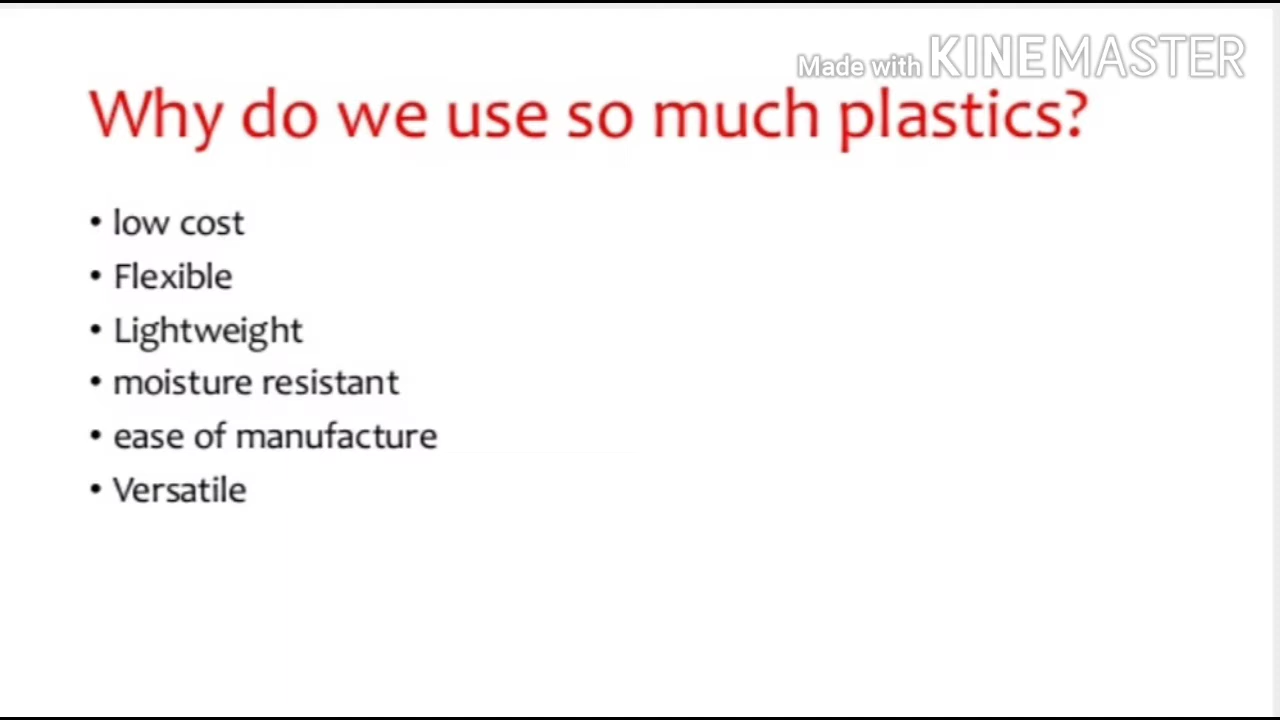 Made with KINEMASTER
Why do we use so much plastics?
• low cost
• Flexible
• Lightweight
• moisture resistant
• ease of manufacture
• Versatile